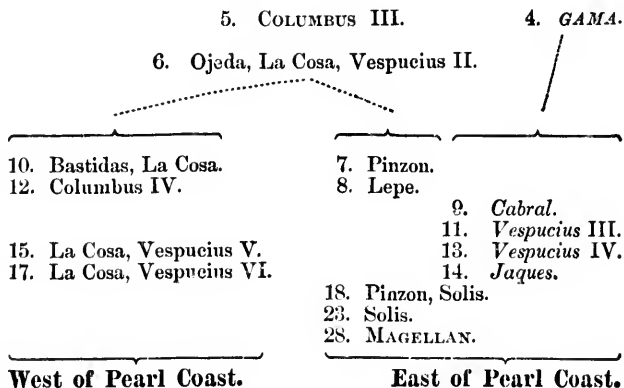 5. COLUMBUS III. 4. GAMA.
6. Ojeda, La Cosa, Vespucius II.
10. Bastidas, La Cosa. 7. Pinzon.
12. Columbus IV. 8. Lepe.
9. Cabral.
11. Vespucius III.
15. La Cosa, Vespucius V. 13. Vespucius IV.
17. La Cosa, Vespucius VI. 14. Jaques.
18. Pinzon, Solis.
23. Solis.
28. MAGELLAN.
West of Pearl Coast. East of Pearl Coast.